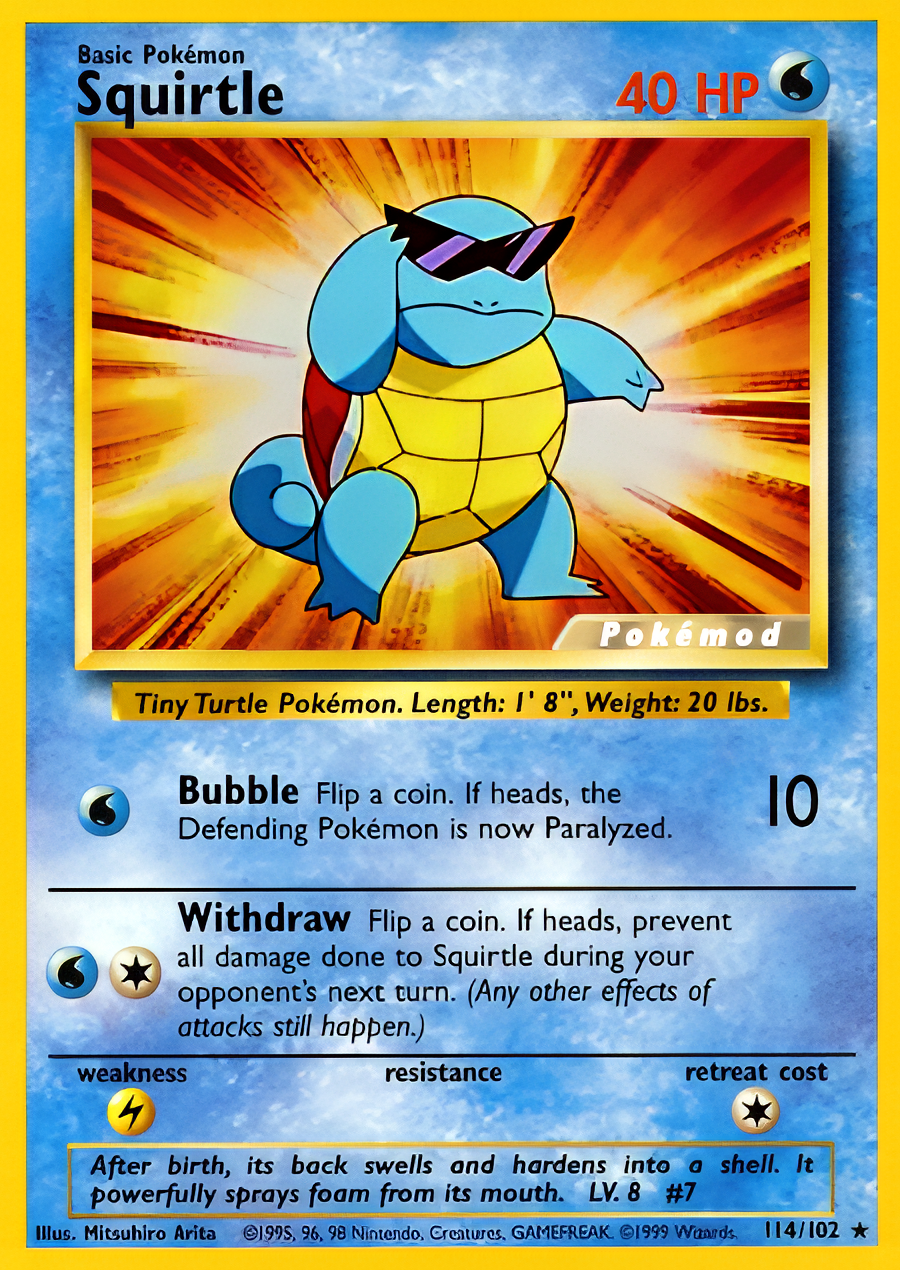 Basic Pokémon
Squirtle
40 HP
Pokémod
Tiny Turtle Pokémon. Length: 1' 8", Weight: 20 lbs.
Bubble Flip a coin. If heads, the
Defending Pokémon is now Paralyzed.
10
Withdraw Flip a coin. If heads, prevent
all damage done to Squirtle during your
opponent's next turn. (Any other effects of
attacks still happen.)
weakness resistance retreat cost
After birth, its back swells and hardens into a shell. It
powerfully sprays foam from its mouth. LV. 8 #7
Illus. Mitsuhiro Arita ©1995, 96, 98 Nintendo, Creatures, GAMEFREAK. ©1999 Wizards. 114/102 ★